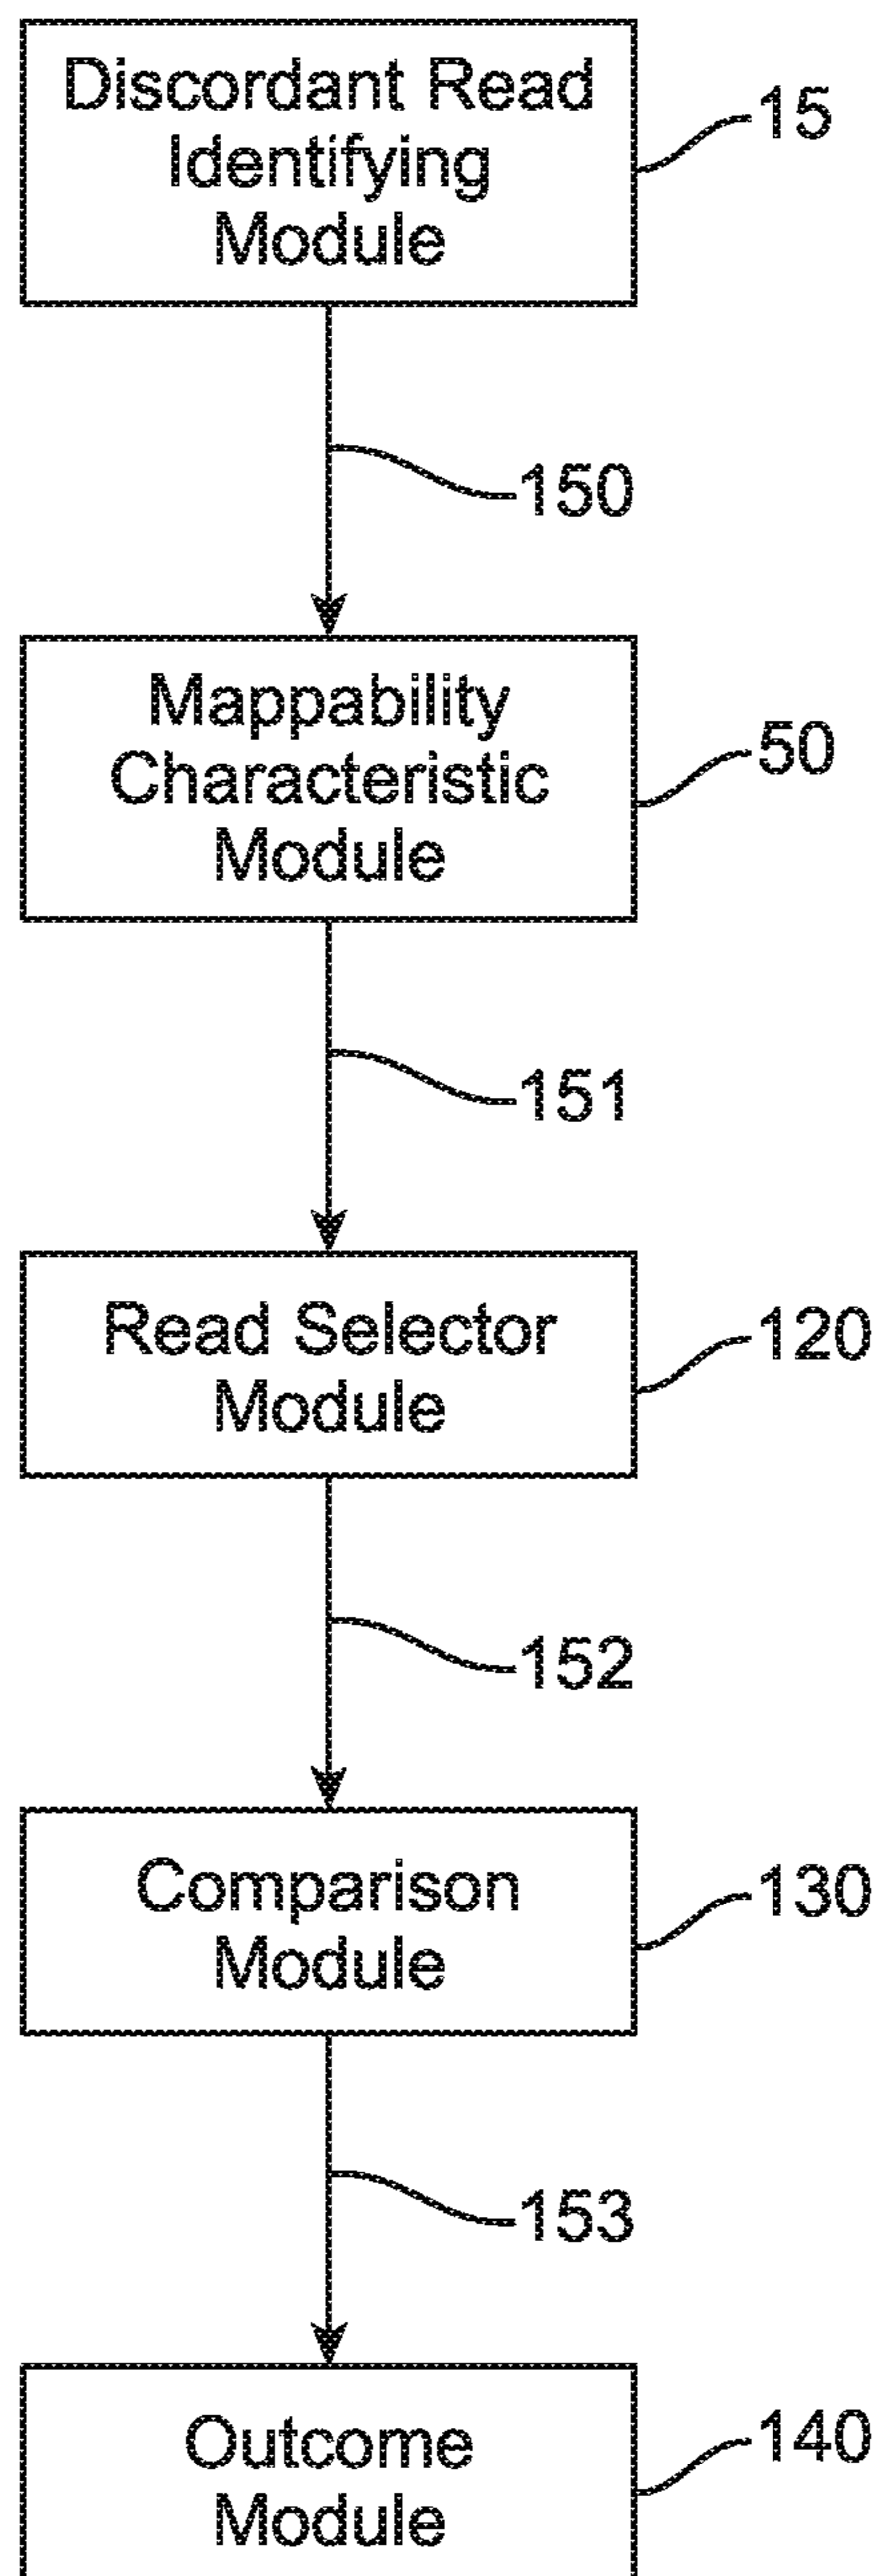 Discordant Read
Identifying
Module
15
150
Mappability
Characteristic
Module
50
151
Read Selector
Module
120
152
Comparison
Module
130
153
Outcome
Module
140